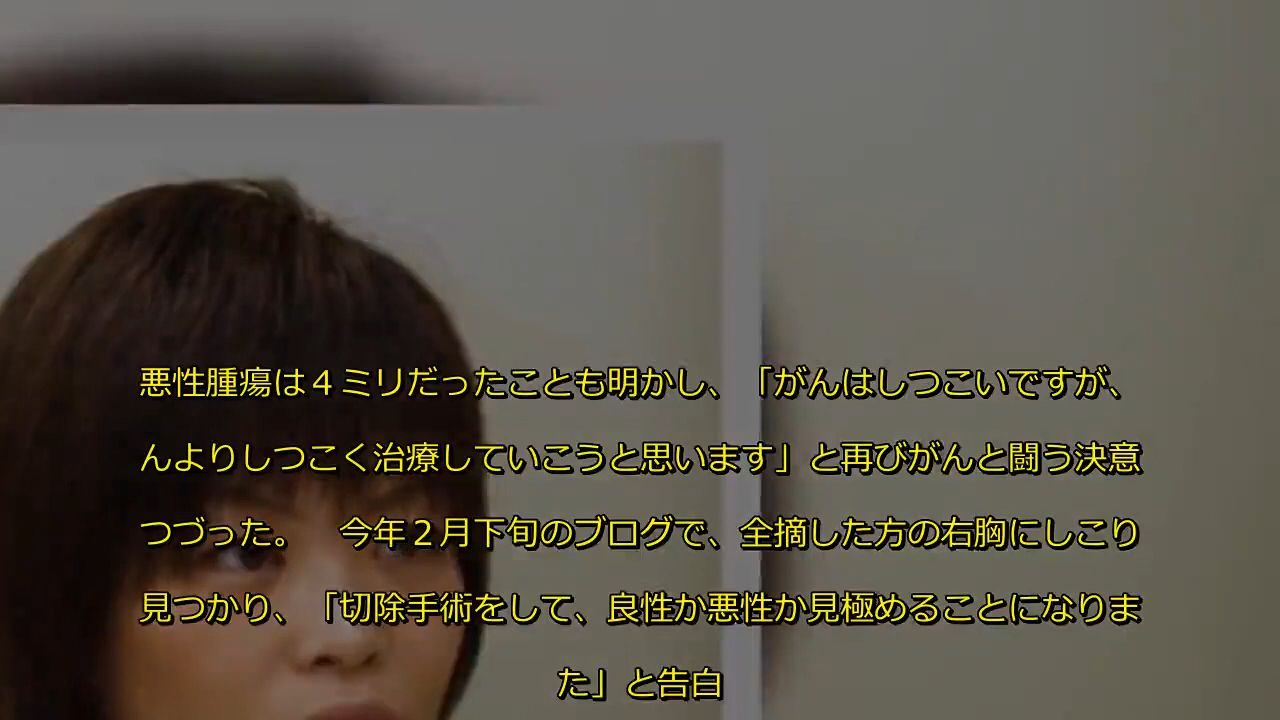 悪性腫瘍は４ミリだったことも明かし、「がんはしつこいですが、
んよりしつこく治療していこうと思います」と再びがんと闘う決意
つづった。　今年２月下旬のブログで、全摘した方の右胸にしこり
見つかり、「切除手術をして、良性か悪性か見極めることになりま
た」と告白